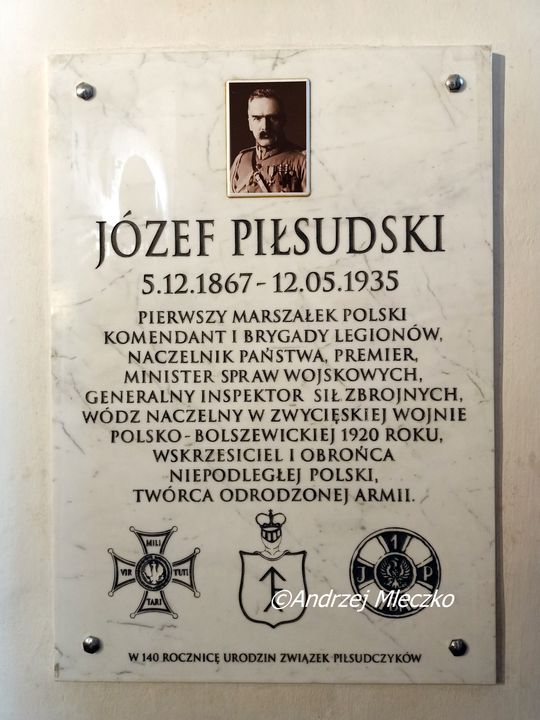 JÓZEF PIŁSUDSKI
5.12.1867 - 12.05.1935
PIERWSZY MARSZAŁEK POLSKI
KOMENDANT I BRYGADY LEGIONÓW,
NACZELNIK PAŃSTWA, PREMIER,
MINISTER SPRAW WOJSKOWYCH,
GENERALNY INSPEKTOR SIŁ ZBROJNYCH,
WÓDZ NACZELNY W ZWYCIĘSKIEJ WOJNIE
POLSKO - BOLSZEWICKIEJ 1920 ROKU,
WSKRZESICIEL I OBROŃCA
NIEPODLEGŁEJ POLSKI,
TWÓRCA ODRODZONEJ ARMII.
MILI
VIR TUTI
TARI
1
J P
©Andrzej Mleczko
W 140 ROCZNICĘ URODZIN ZWIĄZEK PIŁSUDCZYKÓW